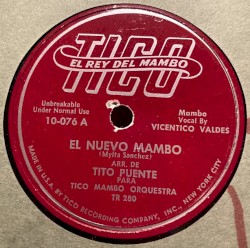 TICO
EL REY DEL MAMBO
Unbreakable
Under Normal Use
10-076 A
Mambo
Vocal By
VICENTICO VALDES
EL NUEVO MAMBO
(Mylta Sanchez)
ARR. DE
TITO PUENTE
PARA
TICO MAMBO ORQUESTRA
TR 280
MADE IN U.S.A. BY TICO RECORDING COMPANY, INC., NEW YORK CITY